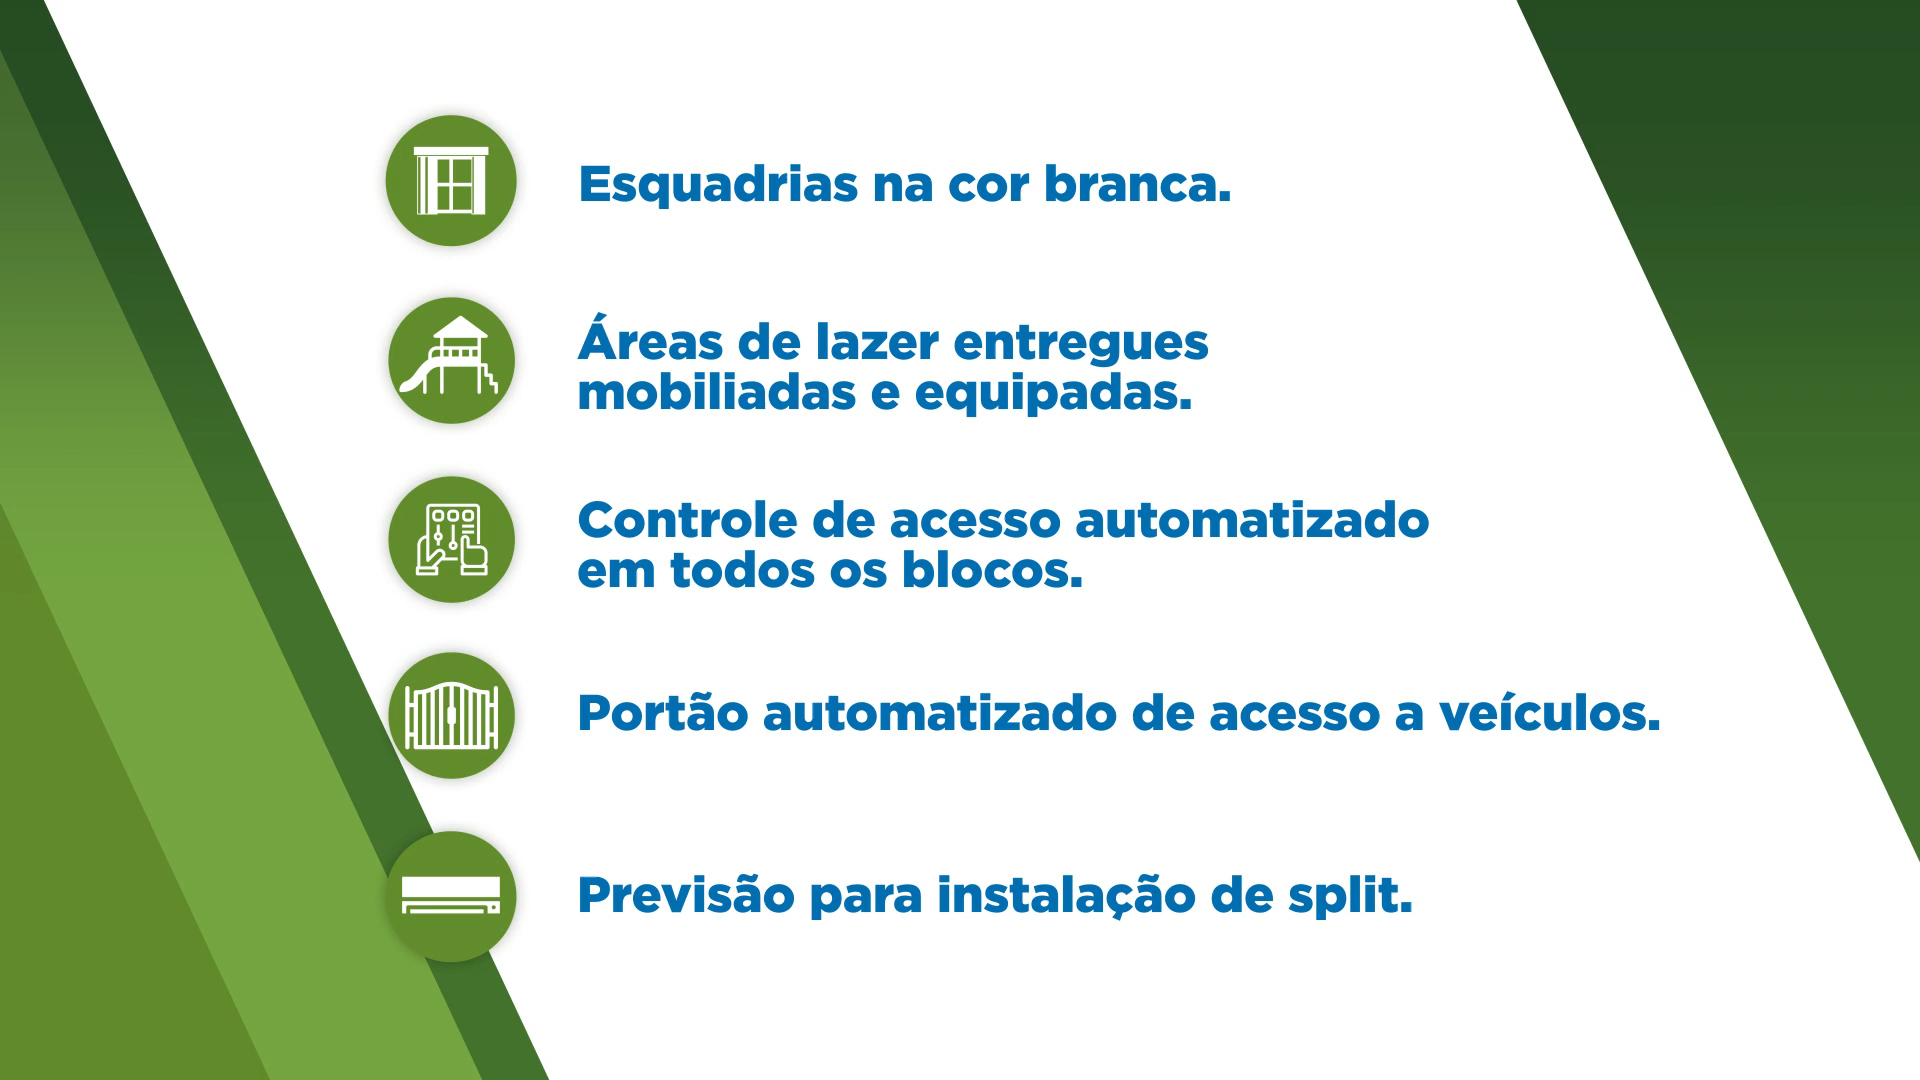 Esquadrias na cor branca.
Áreas de lazer entregues
mobiliadas e equipadas.
Controle de acesso automatizado
em todos os blocos.
Portão automatizado de acesso a veículos.
Previsão para instalação de split.